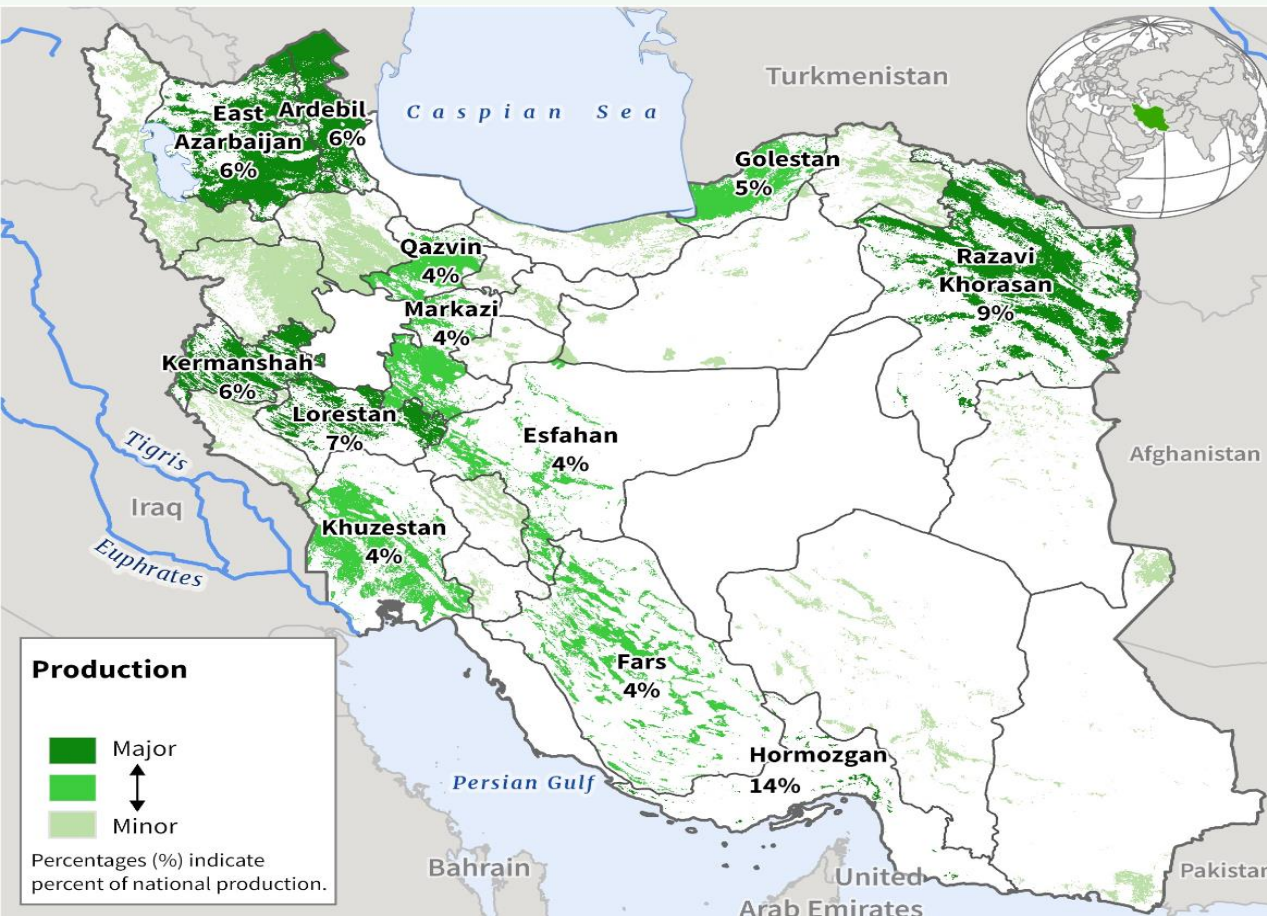 Turkmenistan
Caspian Sea
East
Azarbaijan
6%
Ardebil
6%
Golestan
5%
Qazvin
4%
Razavi
Khorasan
9%
Markazi
4%
Kermanshah
6%
Lorestan
7%
Esfahan
4%
Tigris
Afghanistan
Iraq
Khuzestan
4%
Euphrates
Fars
4%
Hormozgan
14%
Persian Gulf
Bahrain
United
Arab Emirates
Pakistan
Production
Major
Minor
Percentages (%) indicate
percent of national production.